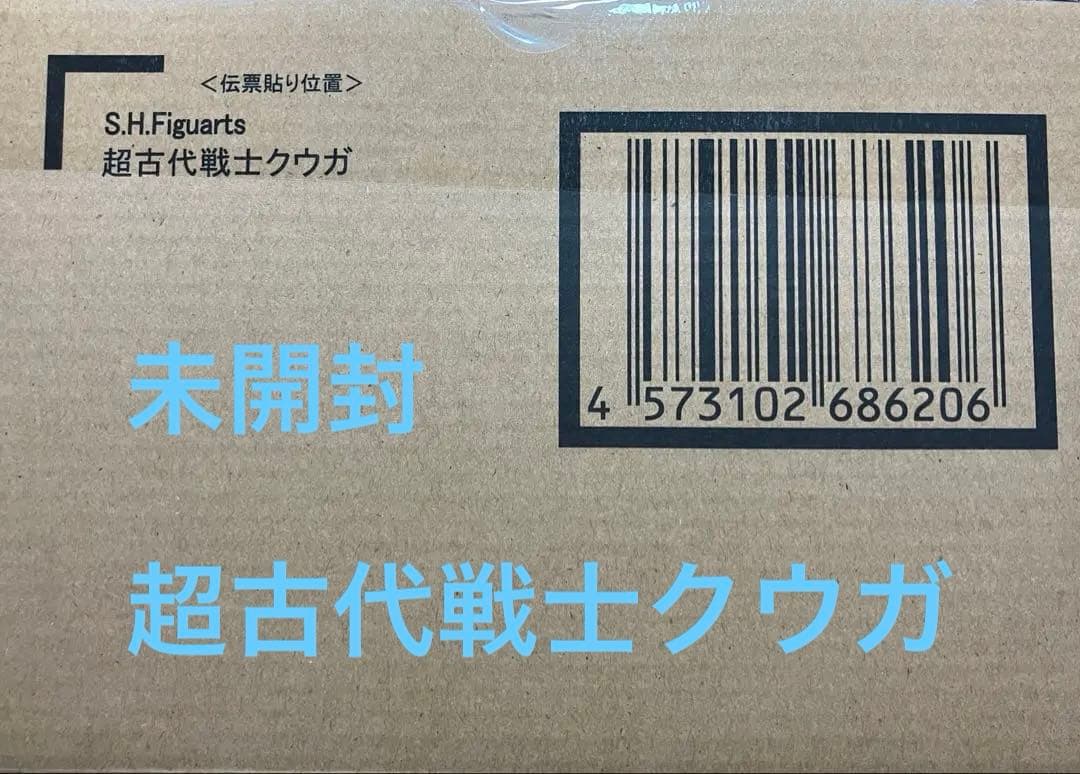 ＜伝票貼り位置＞
S.H.Figuarts
超古代戦士クウガ
4 573102 686206
未開封
超古代戦士クウガ